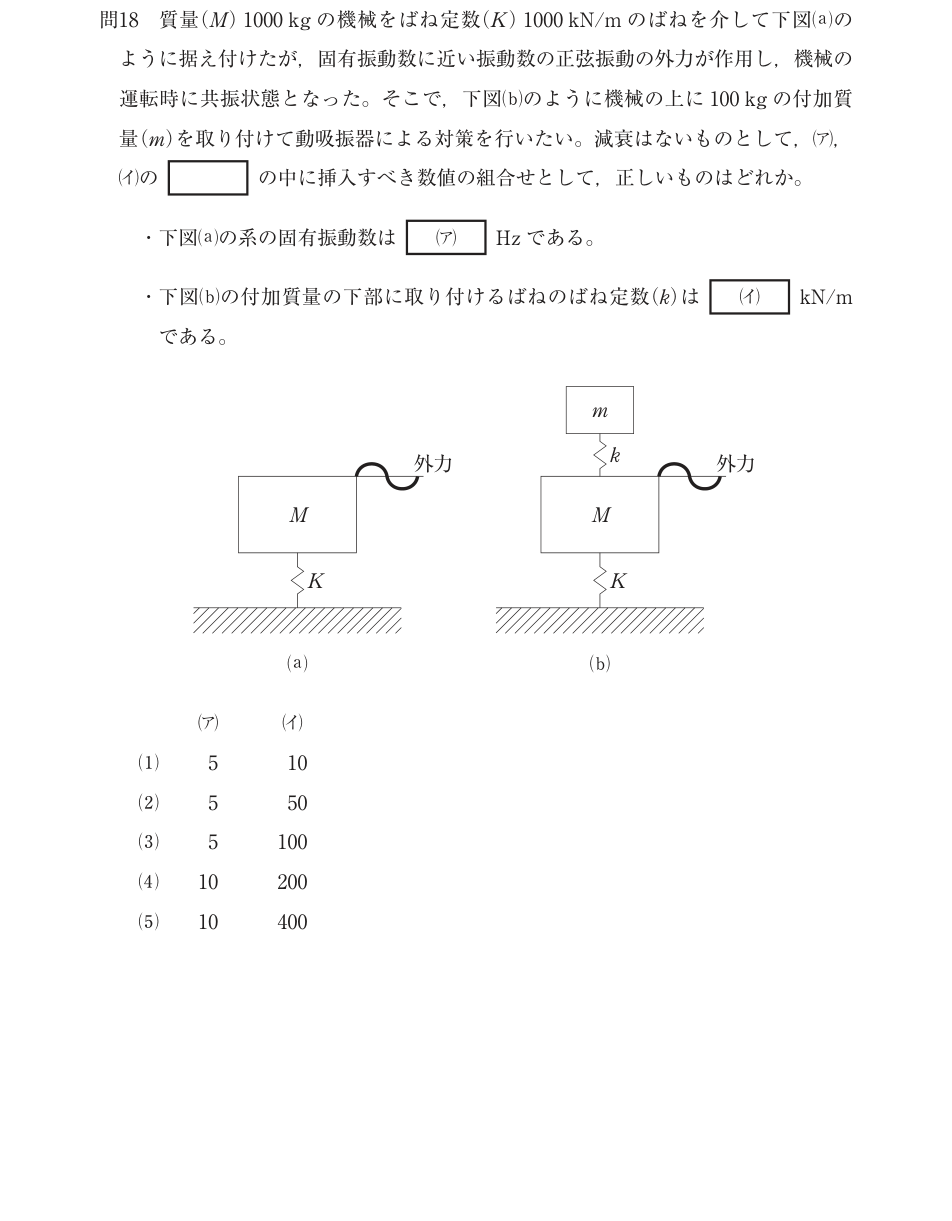 問18　質量(M) 1000 kg の機械をばね定数(K) 1000 kN/m のばねを介して下図(a)の
ように据え付けたが，固有振動数に近い振動数の正弦振動の外力が作用し，機械の
運転時に共振状態となった。そこで，下図(b)のように機械の上に 100 kg の付加質
量(m)を取り付けて動吸振器による対策を行いたい。減衰はないものとして，(ア)，
(イ)の　　　の中に挿入すべき数値の組合せとして，正しいものはどれか。
・下図(a)の系の固有振動数は (ア) Hz である。
・下図(b)の付加質量の下部に取り付けるばねのばね定数(k)は (イ) kN/m
である。
m
k
外力
外力
M
M
K
K
(a)
(b)
(ア)　(イ)
(1)　5　10
(2)　5　50
(3)　5　100
(4)　10　200
(5)　10　400